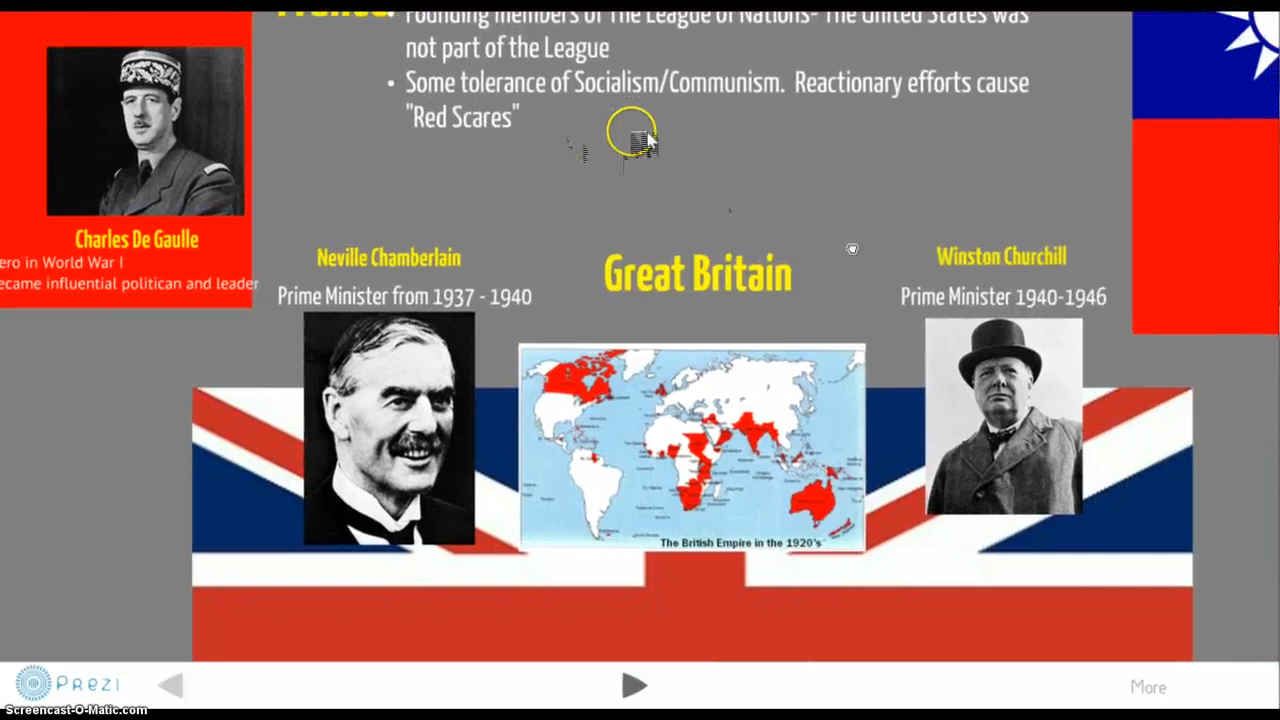 France
Founding members of The League of Nations- The United States was
not part of the League
• Some tolerance of Socialism/Communism. Reactionary efforts cause
"Red Scares"
Charles De Gaulle
ero in World War I
ecame influential politican and leader
Neville Chamberlain
Prime Minister from 1937 - 1940
Great Britain
Winston Churchill
Prime Minister 1940-1946
The British Empire in the 1920's
Prezi
More
Screencast-O-Matic.com